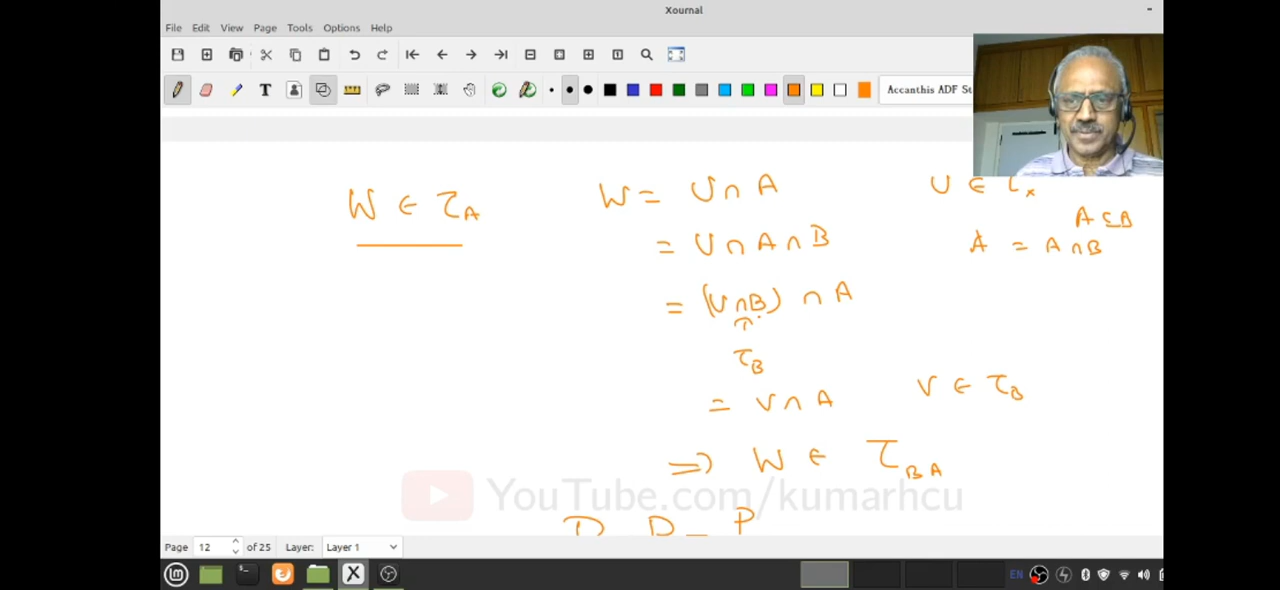 Xournal
File Edit View Page Tools Options Help
Accanthis ADF St
W ∈ τ_A
W = U ∩ A U ∈ τ_x
= U ∩ A ∩ B
A ⊆ B
A = A ∩ B
= (U ∩ B) ∩ A
τ_B
= V ∩ A V ∈ τ_B
⇒ W ∈ τ_BA
YouTube.com/kumarhcu
Page 12 of 25 Layer: Layer 1
EN